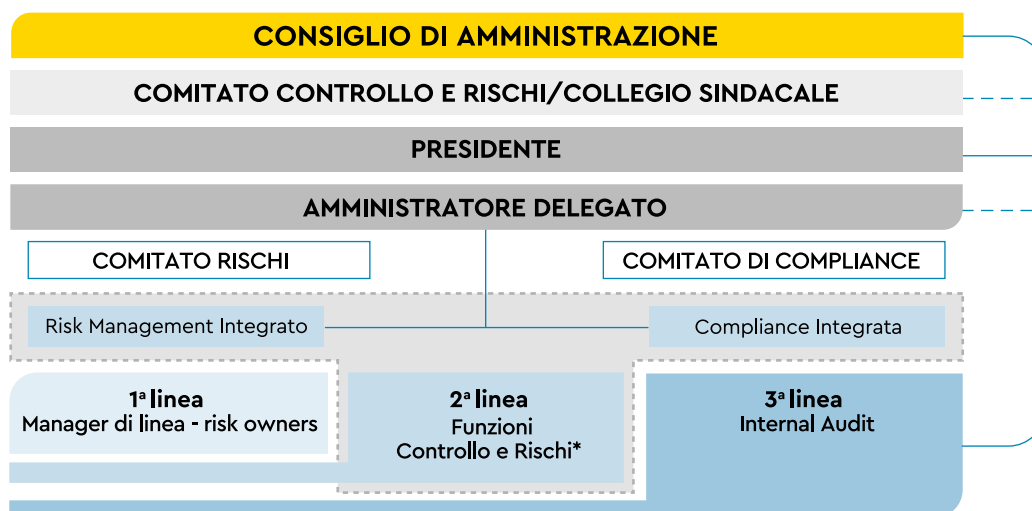 CONSIGLIO DI AMMINISTRAZIONE
COMITATO CONTROLLO E RISCHI/COLLEGIO SINDACALE
PRESIDENTE
AMMINISTRATORE DELEGATO
COMITATO RISCHI
COMITATO DI COMPLIANCE
Risk Management Integrato
Compliance Integrata
1ª linea
Manager di linea - risk owners
2ª linea
Funzioni
Controllo e Rischi*
3ª linea
Internal Audit